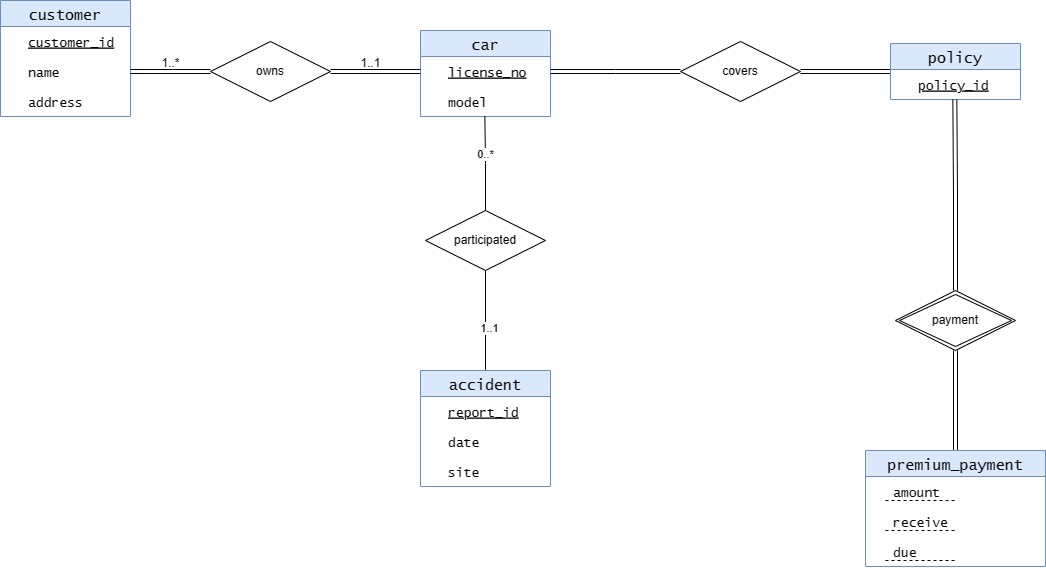 customer
customer_id
name
address
1..*
owns
1..1
car
license_no
model
covers
policy
policy_id
0..*
participated
1..1
accident
report_id
date
site
payment
premium_payment
amount
receive
due